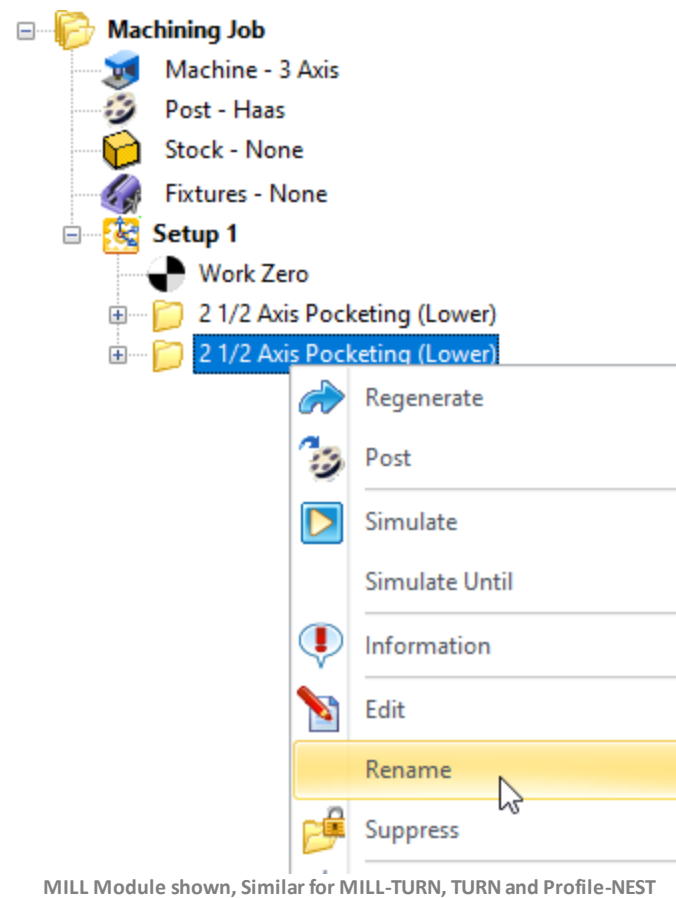 Machining Job
Machine - 3 Axis
Post - Haas
Stock - None
Fixtures - None
Setup 1
Work Zero
2 1/2 Axis Pocketing (Lower)
2 1/2 Axis Pocketing (Lower)
Regenerate
Post
Simulate
Simulate Until
Information
Edit
Rename
Suppress
MILL Module shown, Similar for MILL-TURN, TURN and Profile-NEST